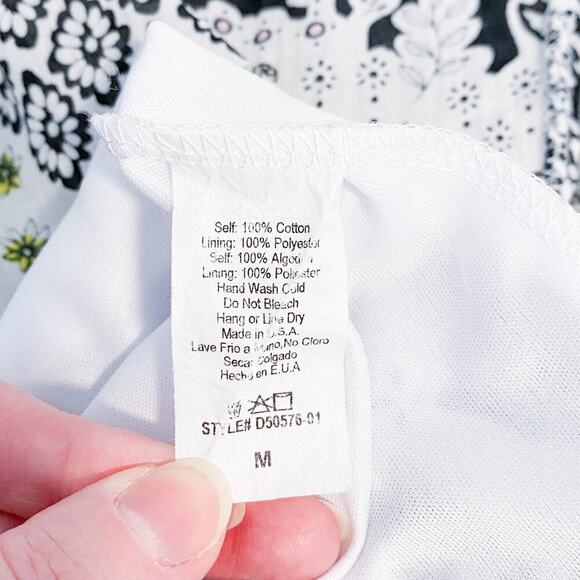 Self: 100% Cotton
Lining: 100% Polyester
Self: 100% Algodon
Lining: 100% Poliester
Hand Wash Cold
Do Not Bleach
Hang or Line Dry
Made in U.S.A.
Lave Frio a Mano,No Cloro
Secar Colgado
Hecho en E.U.A
STYLE# D50576-01
M